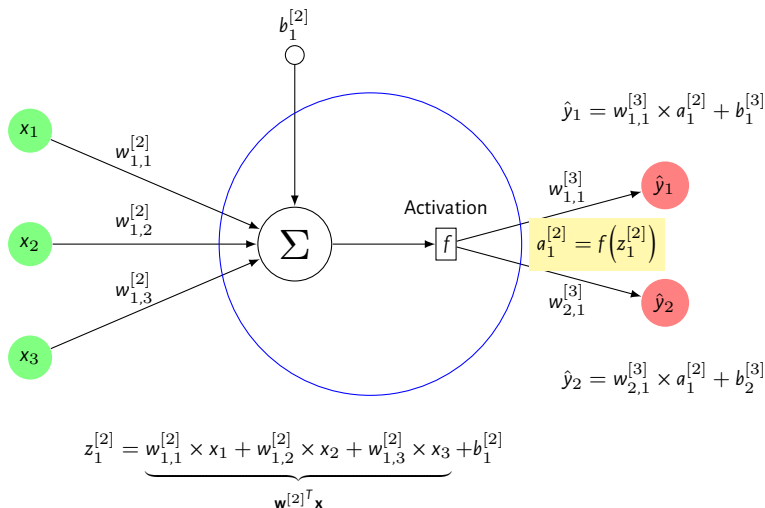 b_1^{[2]}
ŷ_1 = w_{1,1}^{[3]} × a_1^{[2]} + b_1^{[3]}
x_1
w_{1,1}^{[2]}
w_{1,1}^{[3]}
ŷ_1
x_2
w_{1,2}^{[2]}
Σ
Activation
f
a_1^{[2]} = f(z_1^{[2]})
w_{1,3}^{[2]}
w_{2,1}^{[3]}
ŷ_2
x_3
ŷ_2 = w_{2,1}^{[3]} × a_1^{[2]} + b_2^{[3]}
z_1^{[2]} = w_{1,1}^{[2]} × x_1 + w_{1,2}^{[2]} × x_2 + w_{1,3}^{[2]} × x_3 + b_1^{[2]}
w^{[2]^T} x